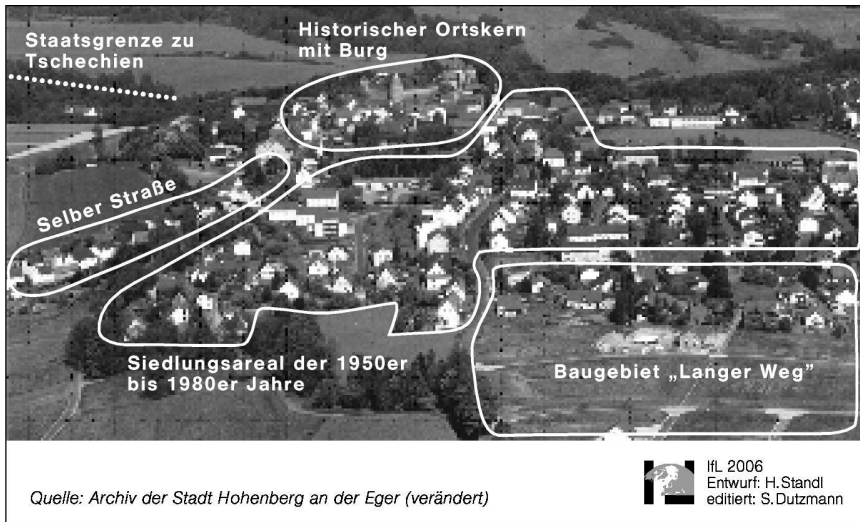 Staatsgrenze zu
Tschechien
Historischer Ortskern
mit Burg
Selber Straße
Siedlungsareal der 1950er
bis 1980er Jahre
Baugebiet „Langer Weg”
Quelle: Archiv der Stadt Hohenberg an der Eger (verändert)
IfL 2006
Entwurf: H. Standl
editiert: S. Dutzmann